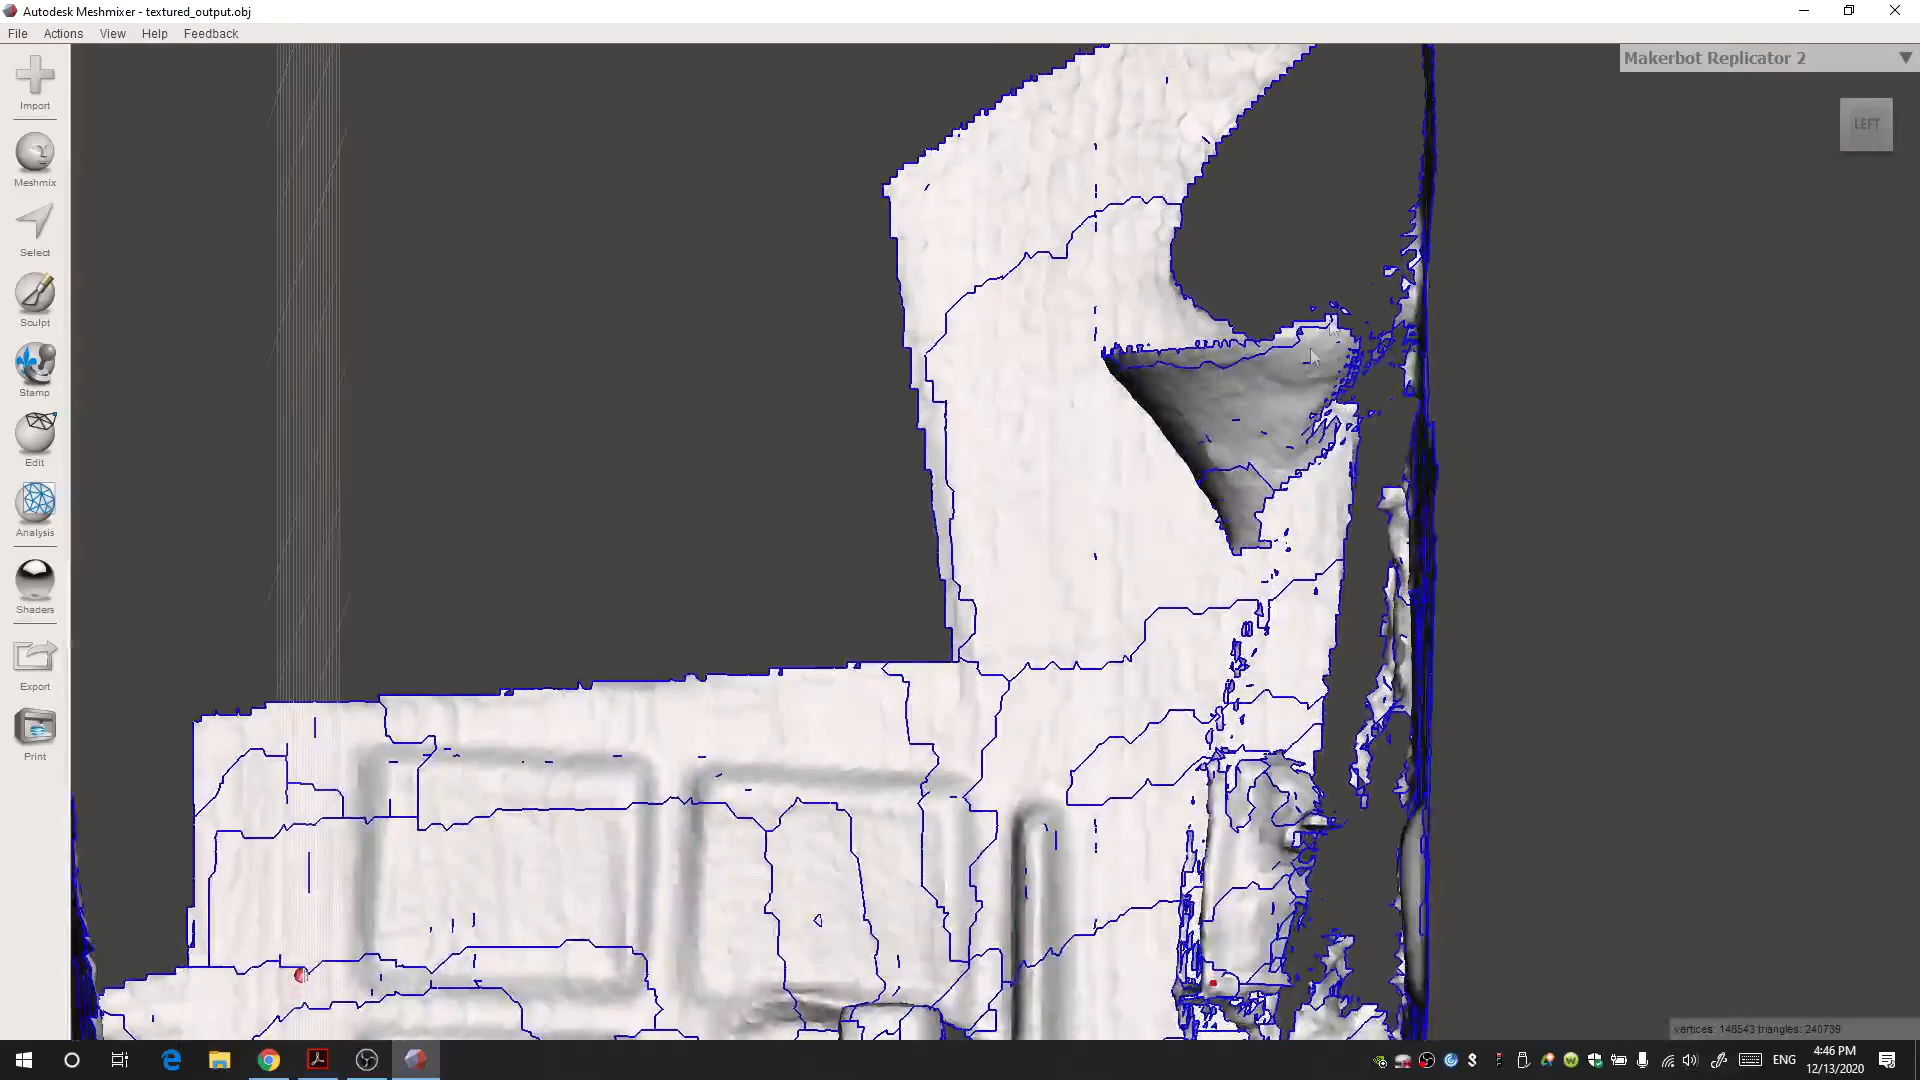 Autodesk Meshmixer - textured_output.obj
File Actions View Help Feedback
Makerbot Replicator 2
LEFT
Import
Meshmix
Select
Sculpt
Stamp
Edit
Analysis
Shaders
Export
Print
vertices: 148543 triangles: 240739
ENG
4:46 PM
12/13/2020